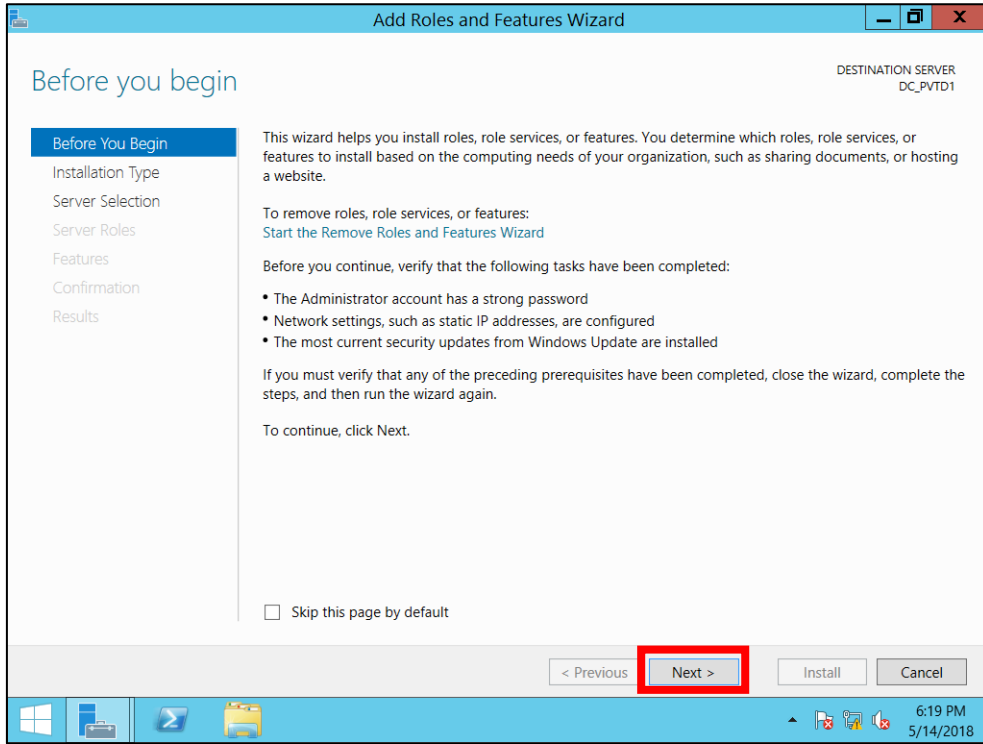 Add Roles and Features Wizard
Before you begin
DESTINATION SERVER
DC_PVTD1
Before You Begin
Installation Type
Server Selection
Server Roles
Features
Confirmation
Results
This wizard helps you install roles, role services, or features. You determine which roles, role services, or
features to install based on the computing needs of your organization, such as sharing documents, or hosting
a website.
To remove roles, role services, or features:
Start the Remove Roles and Features Wizard
Before you continue, verify that the following tasks have been completed:
• The Administrator account has a strong password
• Network settings, such as static IP addresses, are configured
• The most current security updates from Windows Update are installed
If you must verify that any of the preceding prerequisites have been completed, close the wizard, complete the
steps, and then run the wizard again.
To continue, click Next.
Skip this page by default
< Previous
Next >
Install
Cancel
6:19 PM
5/14/2018